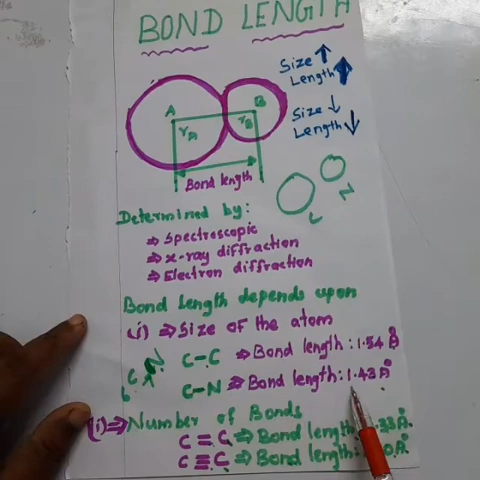 BOND LENGTH
Size ↑
Length ↑
Size ↓
Length ↓
A
B
rA
rB
Bond length
L
Determined by:
⇒ Spectroscopic
⇒ x-ray diffraction
⇒ Electron diffraction
Bond length depends upon
(i) ⇒ Size of the atom
C-C ⇒ Bond length: 1.54 Å
C-N ⇒ Bond length: 1.43 Å
(i) ⇒ Number of Bonds
C=C ⇒ Bond length: .33 Å
C≡C ⇒ Bond length: 0 Å